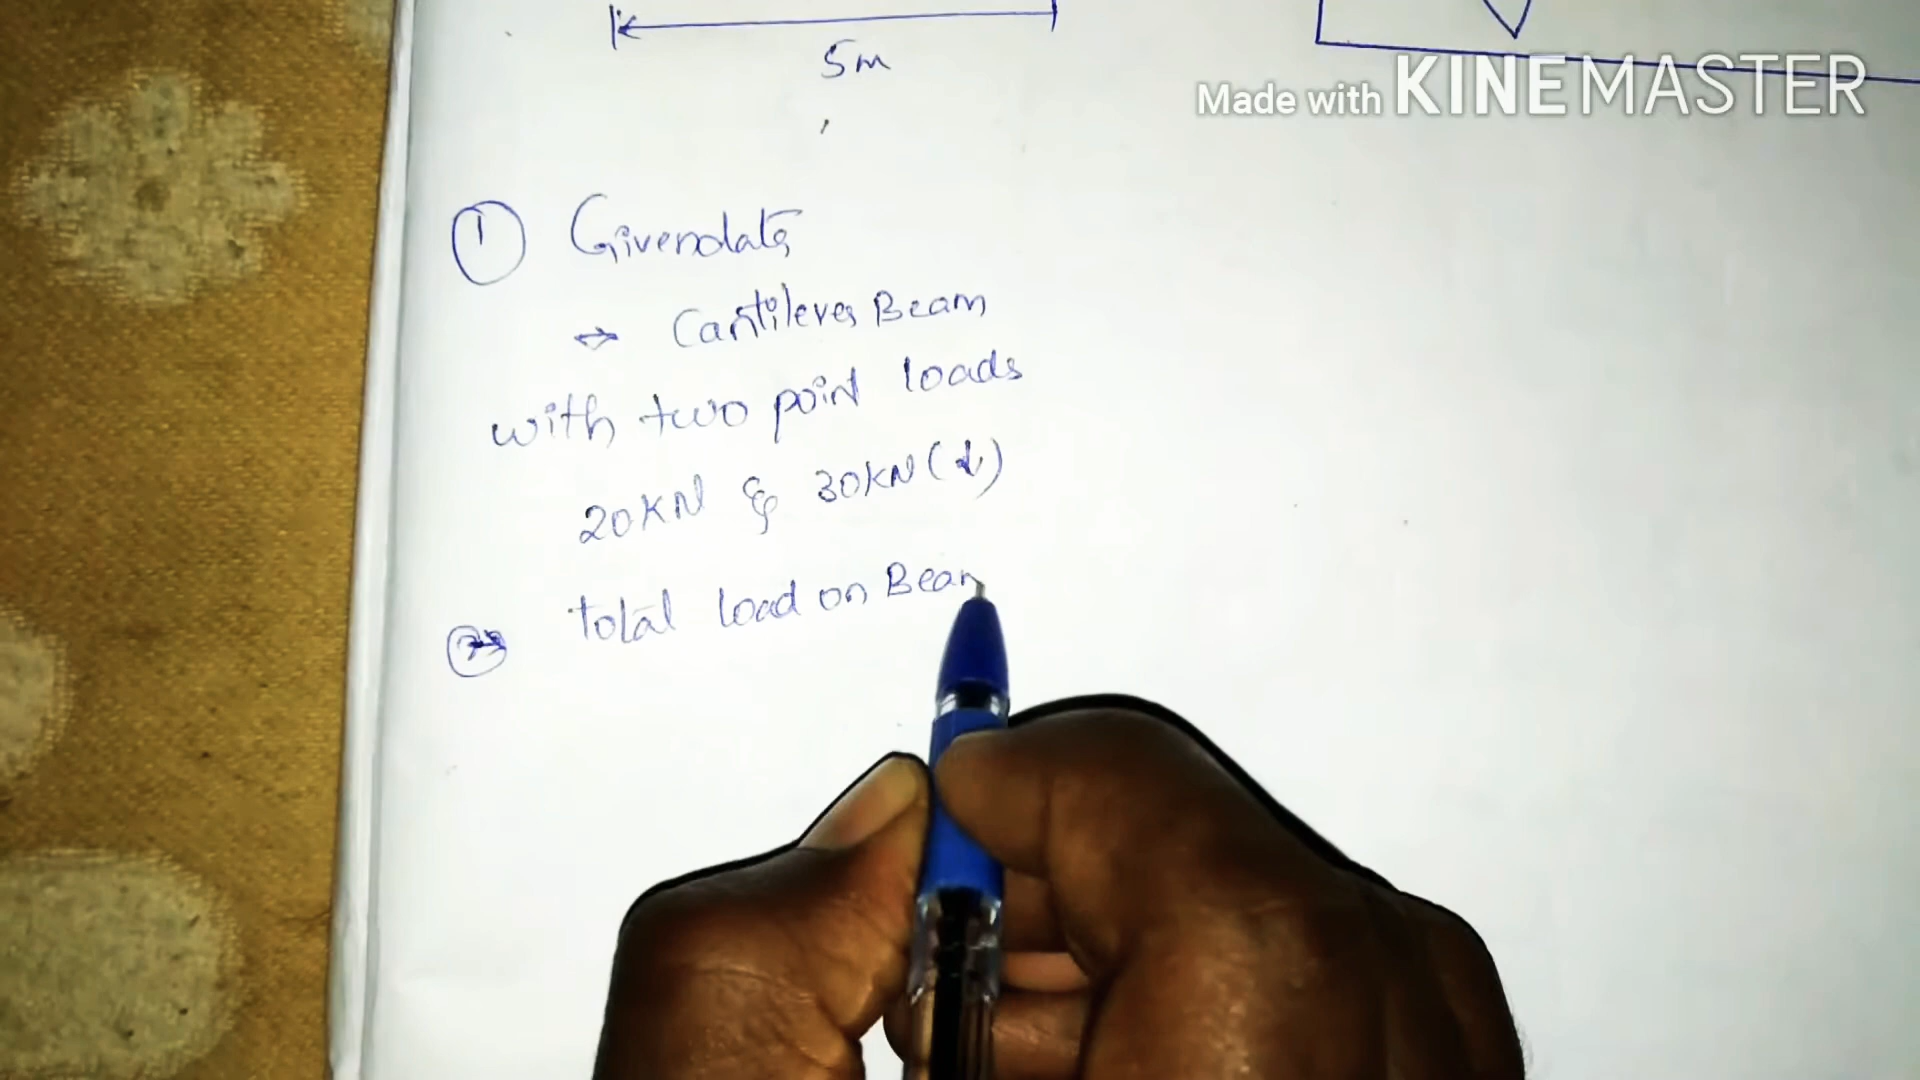 5m
Made with KINEMASTER
1 Givendata,
⇒ Cantilever Beam
with two point loads
20KN & 30KN (↓)
total load on Beam